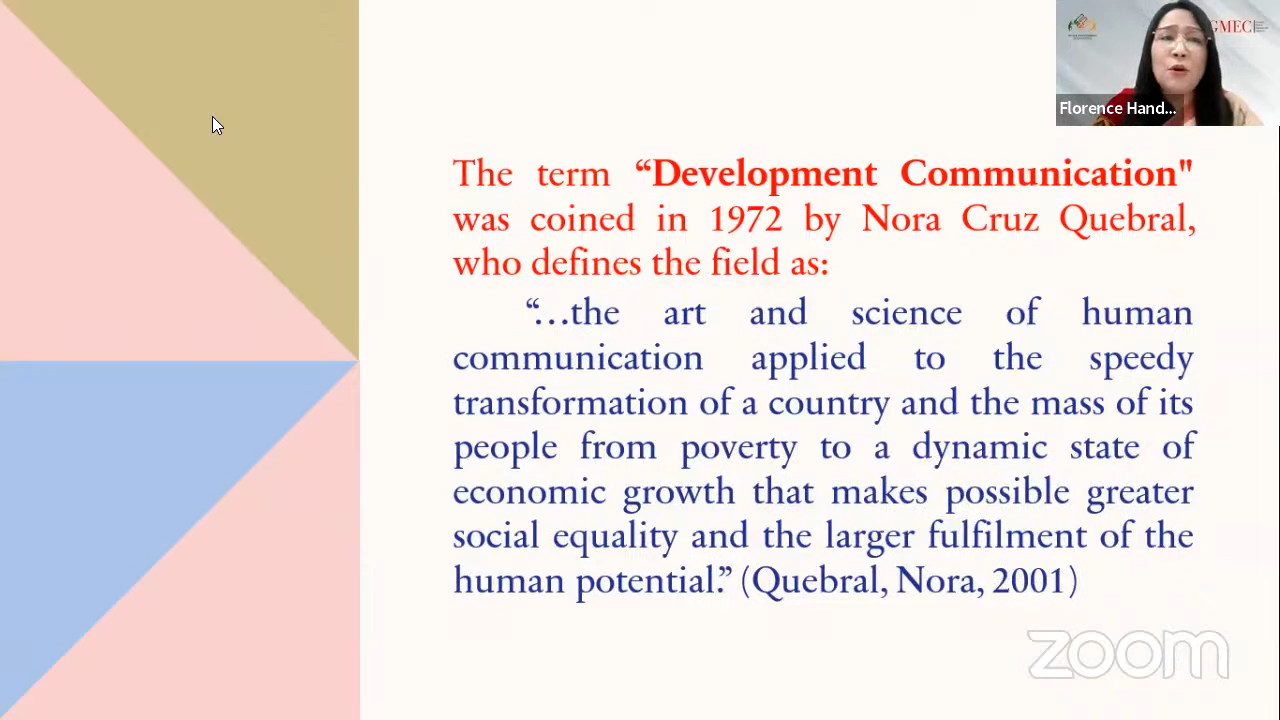 GMEC
Florence Hand...
The term “Development Communication"
was coined in 1972 by Nora Cruz Quebral,
who defines the field as:
“…the art and science of human
communication applied to the speedy
transformation of a country and the mass of its
people from poverty to a dynamic state of
economic growth that makes possible greater
social equality and the larger fulfilment of the
human potential.” (Quebral, Nora, 2001)
zoom